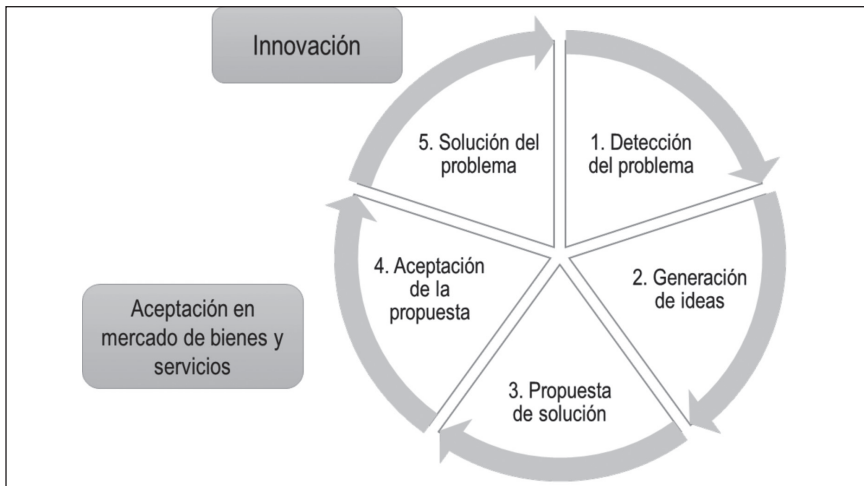 Innovación
5. Solución del
problema
1. Detección
del problema
4. Aceptación
de la
propuesta
2. Generación
de ideas
Aceptación en
mercado de bienes y
servicios
3. Propuesta
de solución